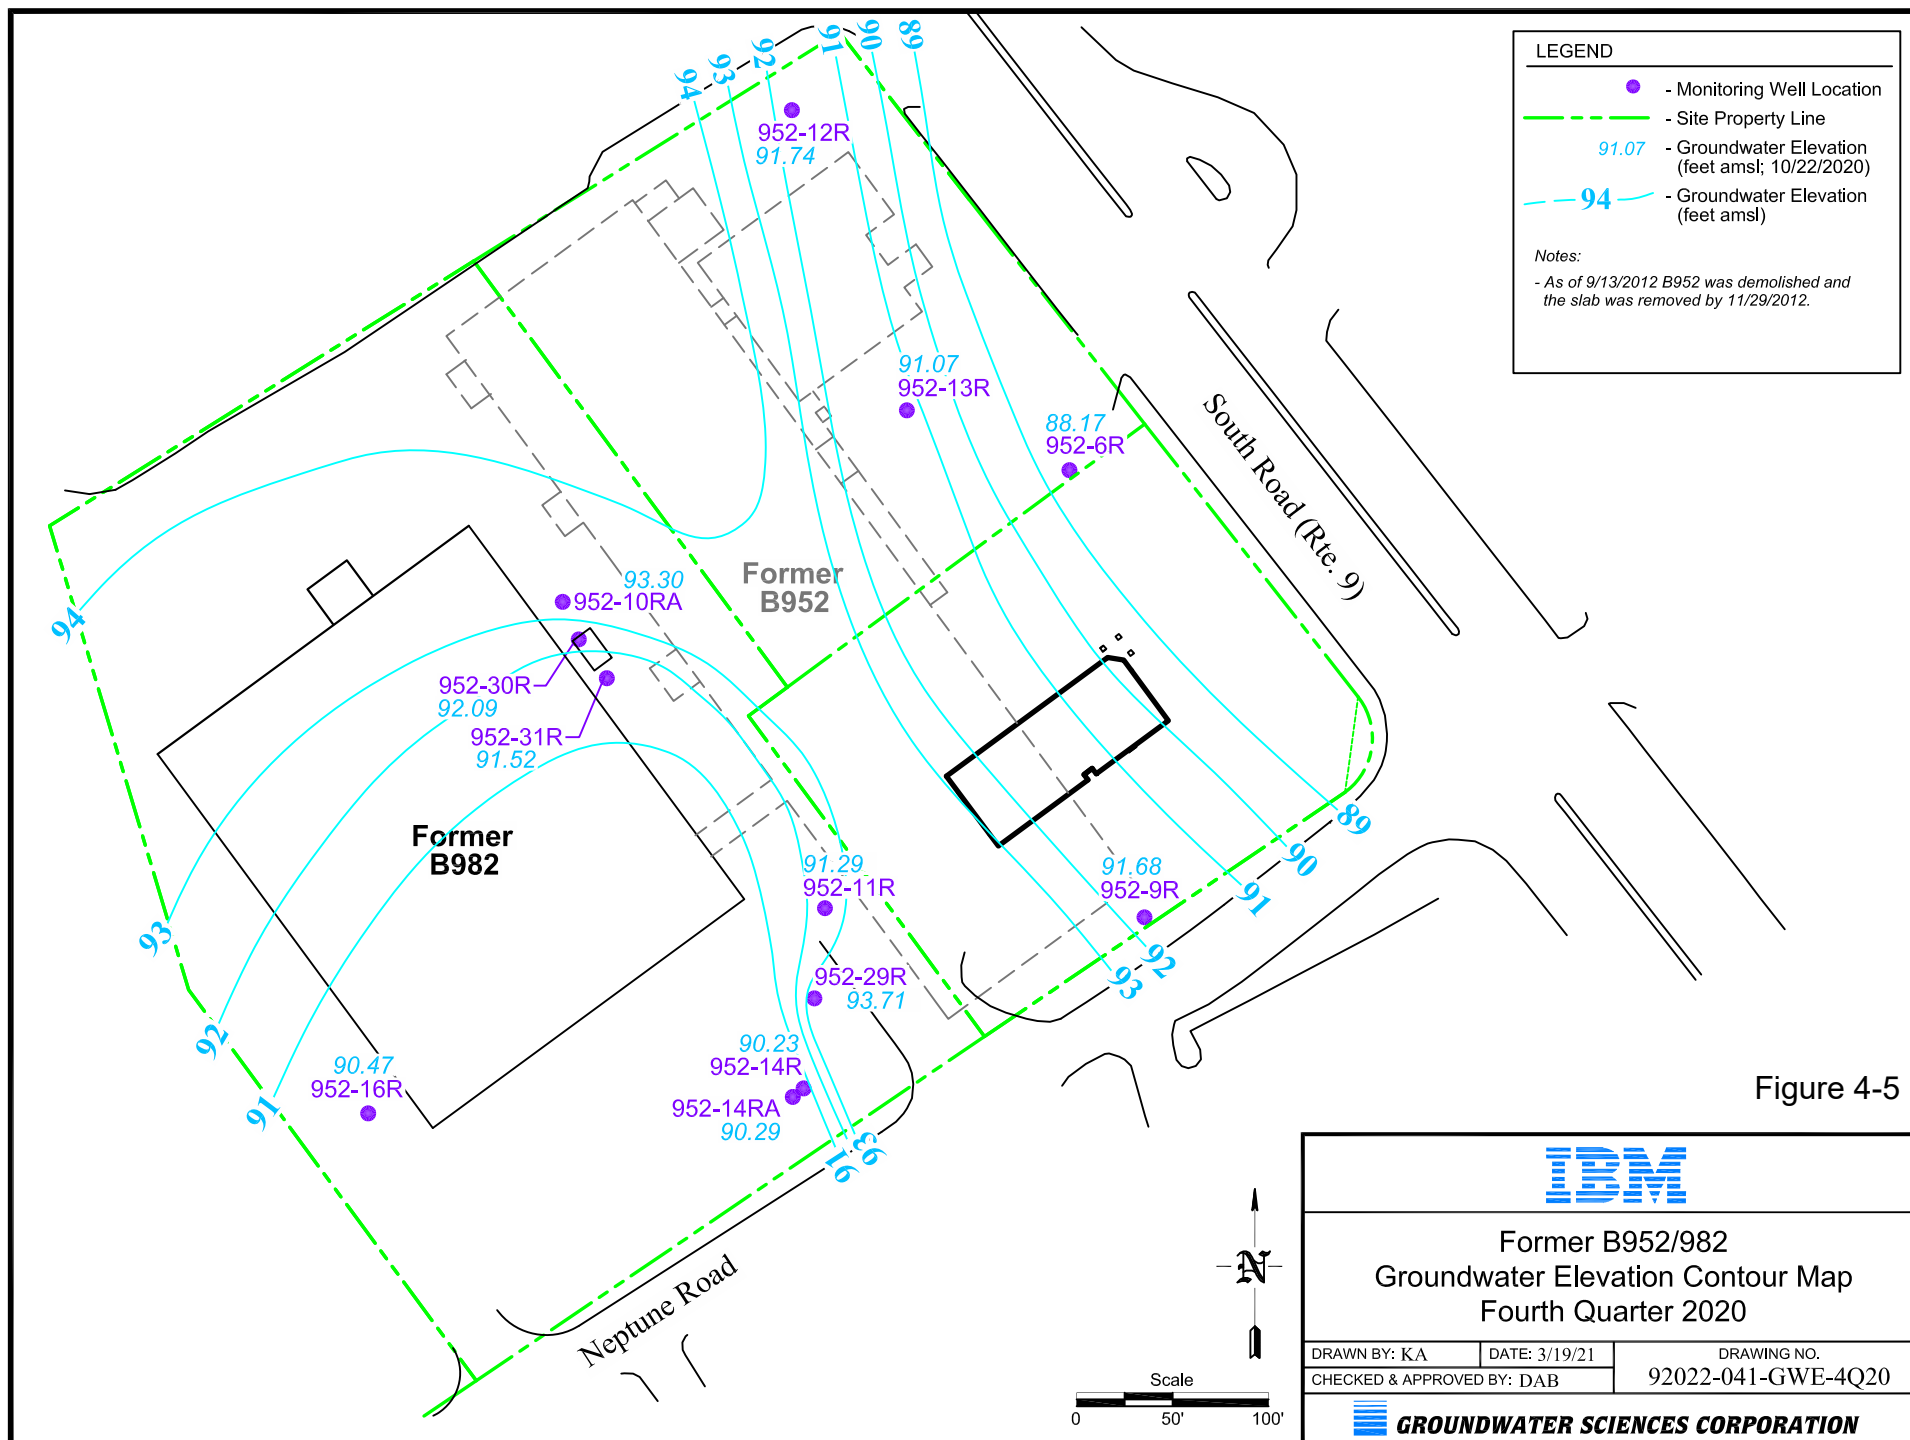 94
93
92
91
90
89
952-12R
91.74
91.07
952-13R
88.17
952-6R
South Road (Rte. 9)
LEGEND
- Monitoring Well Location
- Site Property Line
91.07 - Groundwater Elevation
(feet amsl; 10/22/2020)
94 - Groundwater Elevation
(feet amsl)
Notes:
- As of 9/13/2012 B952 was demolished and
the slab was removed by 11/29/2012.
94
93.30
952-10RA
Former
B952
952-30R
92.09
952-31R
91.52
Former
B982
91.29
952-11R
91.68
952-9R
89
90
91
92
93
93
92
91
952-29R
93.71
90.23
952-14R
952-14RA
90.29
90.47
952-16R
93
91
Neptune Road
N
Scale
0 50' 100'
Figure 4-5
IBM
Former B952/982
Groundwater Elevation Contour Map
Fourth Quarter 2020
DRAWN BY: KA DATE: 3/19/21 DRAWING NO.
CHECKED & APPROVED BY: DAB 92022-041-GWE-4Q20
GROUNDWATER SCIENCES CORPORATION